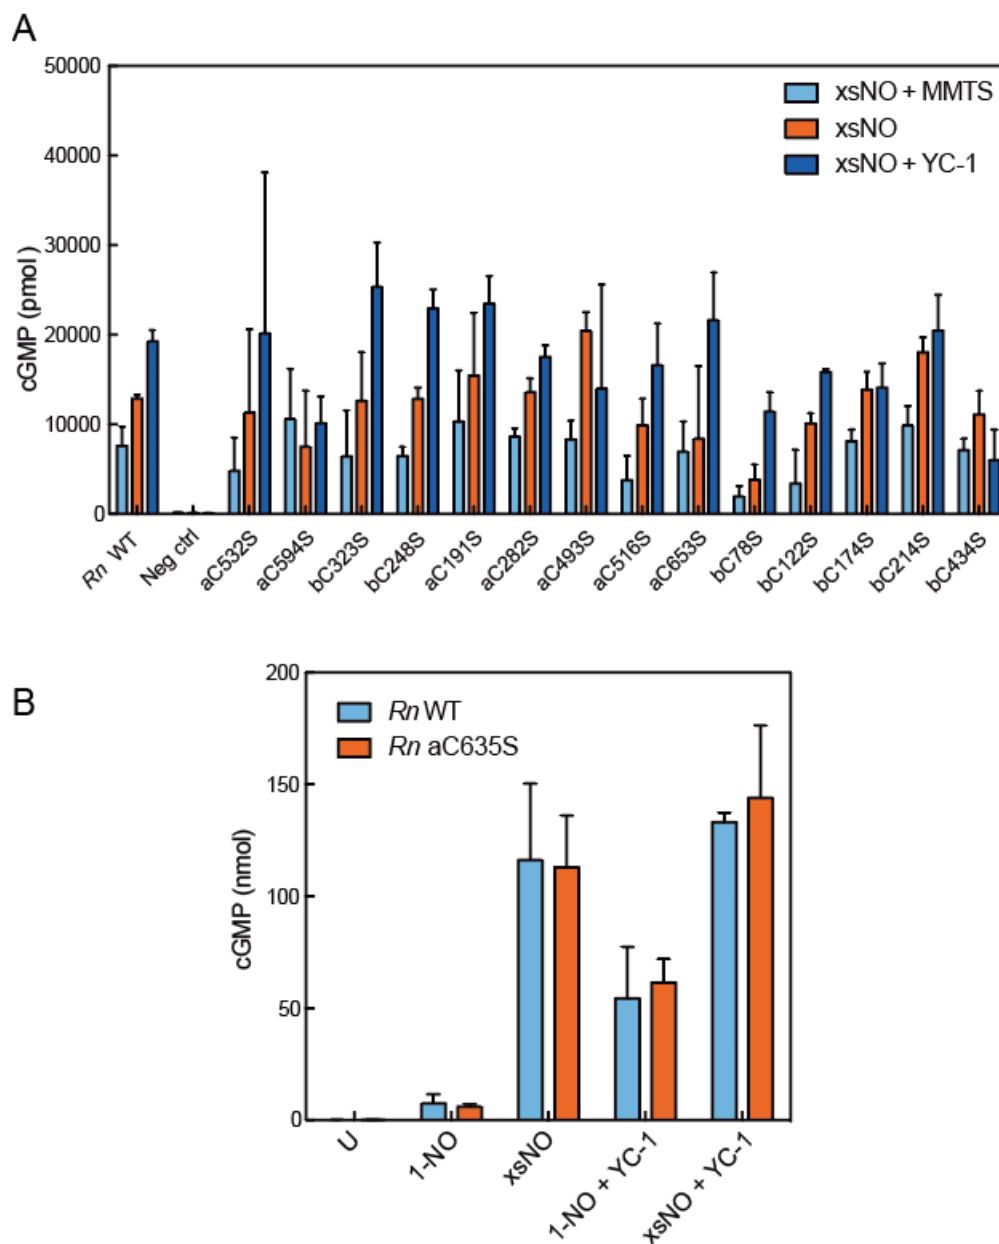 A
50000
40000
30000
20000
10000
0
cGMP (pmol )
xsNO + MMTS
xsNO
xsNO + YC-1
Rn WT
Neg ctrl
aC532S
aC594S
bC323S
bC248S
aC191S
aC282S
aC493S
aC516S
aC653S
bC78S
bC122S
bC174S
bC214S
bC434S
B
200
150
100
50
0
cGMP (nmol)
Rn WT
Rn aC635S
U
1-NO
xsNO
1-NO + YC-1
xsNO + YC-1